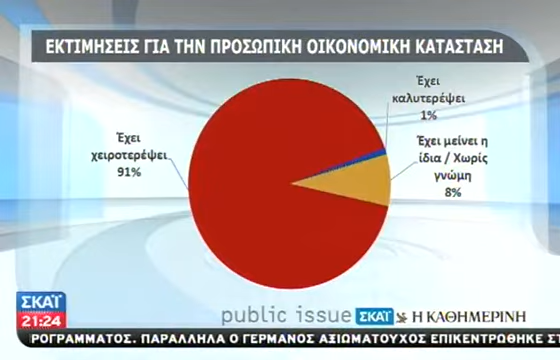 ΕΚΤΙΜΗΣΕΙΣ ΓΙΑ ΤΗΝ ΠΡΟΣΩΠΙΚΗ ΟΙΚΟΝΟΜΙΚΗ ΚΑΤΑΣΤΑΣΗ
Έχει
καλυτερέψει
1%
Έχει
χειροτερέψει
91%
Έχει μείνει η
ίδια / Χωρίς
γνώμη
8%
ΣΚΑΪ
21:24
public issue ΣΚΑΪ Η ΚΑΘΗΜΕΡΙΝΗ
ΡΟΓΡΑΜΜΑΤΟΣ. ΠΑΡΑΛΛΗΛΑ Ο ΓΕΡΜΑΝΟΣ ΑΞΙΩΜΑΤΟΥΧΟΣ ΕΠΙΚΕΝΤΡΩΘΗΚΕ ΣΤ